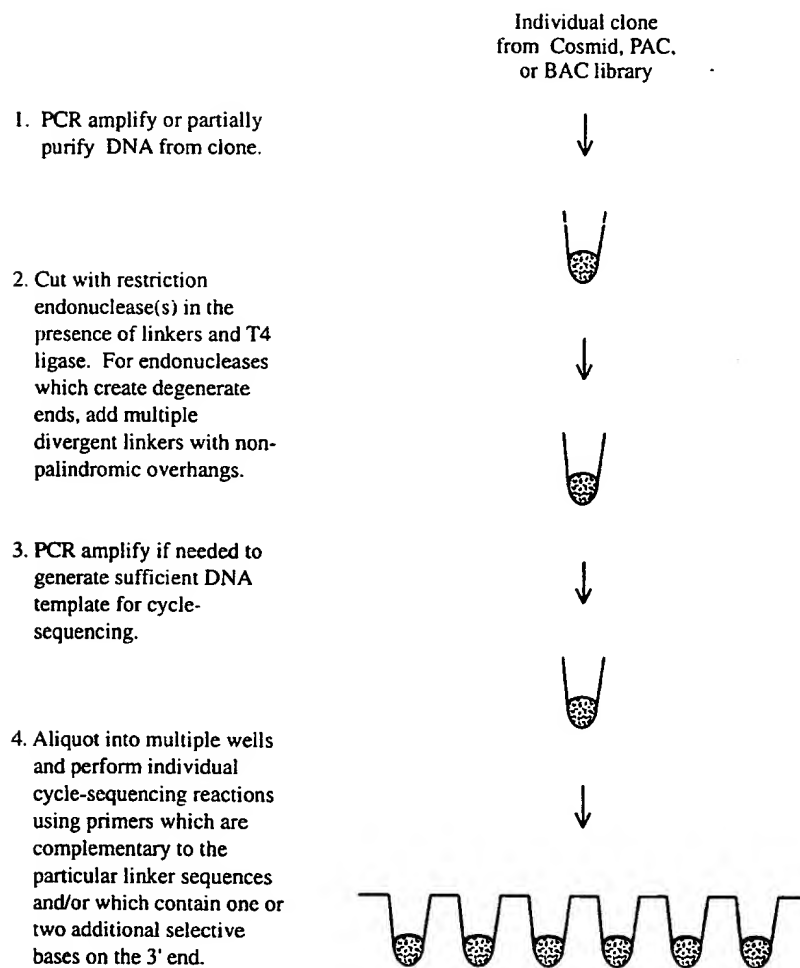 Individual clone
from Cosmid, PAC,
or BAC library
1. PCR amplify or partially
purify DNA from clone.
2. Cut with restriction
endonuclease(s) in the
presence of linkers and T4
ligase. For endonucleases
which create degenerate
ends, add multiple
divergent linkers with non-
palindromic overhangs.
3. PCR amplify if needed to
generate sufficient DNA
template for cycle-
sequencing.
4. Aliquot into multiple wells
and perform individual
cycle-sequencing reactions
using primers which are
complementary to the
particular linker sequences
and/or which contain one or
two additional selective
bases on the 3' end.